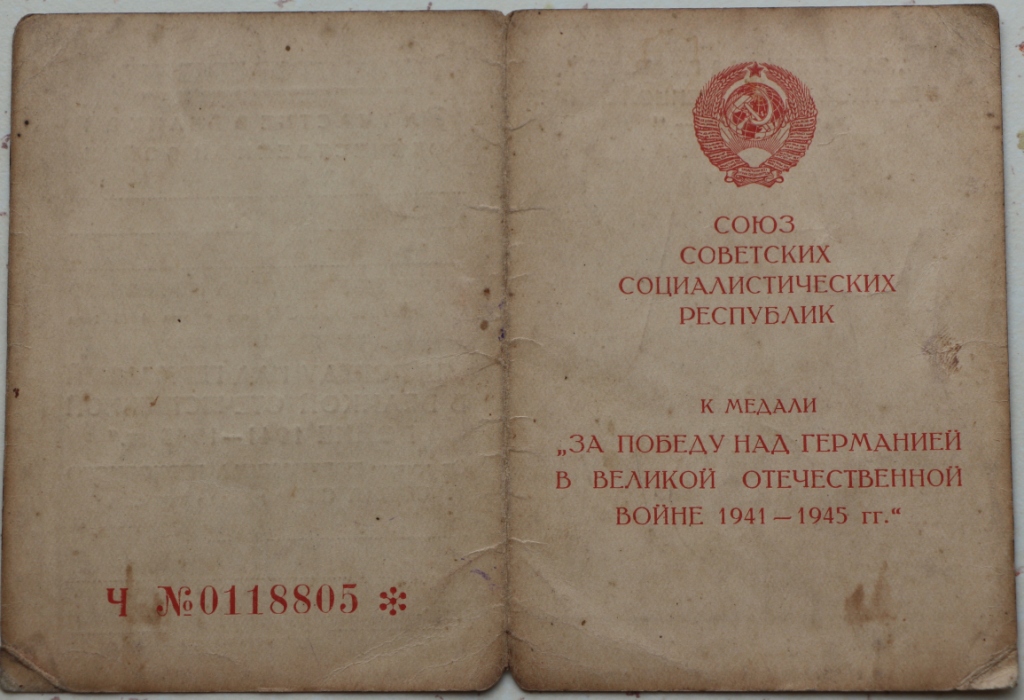 Ч №0118805
СОЮЗ
СОВЕТСКИХ
СОЦИАЛИСТИЧЕСКИХ
РЕСПУБЛИК
К МЕДАЛИ
„ЗА ПОБЕДУ НАД ГЕРМАНИЕЙ
В ВЕЛИКОЙ ОТЕЧЕСТВЕННОЙ
ВОЙНЕ 1941—1945 гг.“